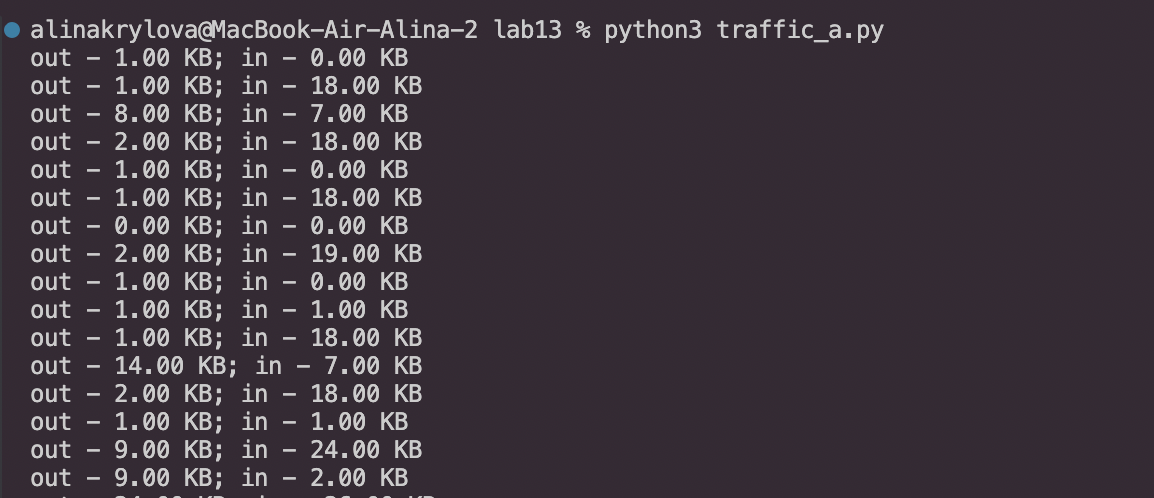 alinakrylova@MacBook-Air-Alina-2 lab13 % python3 traffic_a.py
out - 1.00 KB; in - 0.00 KB
out - 1.00 KB; in - 18.00 KB
out - 8.00 KB; in - 7.00 KB
out - 2.00 KB; in - 18.00 KB
out - 1.00 KB; in - 0.00 KB
out - 1.00 KB; in - 18.00 KB
out - 0.00 KB; in - 0.00 KB
out - 2.00 KB; in - 19.00 KB
out - 1.00 KB; in - 0.00 KB
out - 1.00 KB; in - 1.00 KB
out - 1.00 KB; in - 18.00 KB
out - 14.00 KB; in - 7.00 KB
out - 2.00 KB; in - 18.00 KB
out - 1.00 KB; in - 1.00 KB
out - 9.00 KB; in - 24.00 KB
out - 9.00 KB; in - 2.00 KB